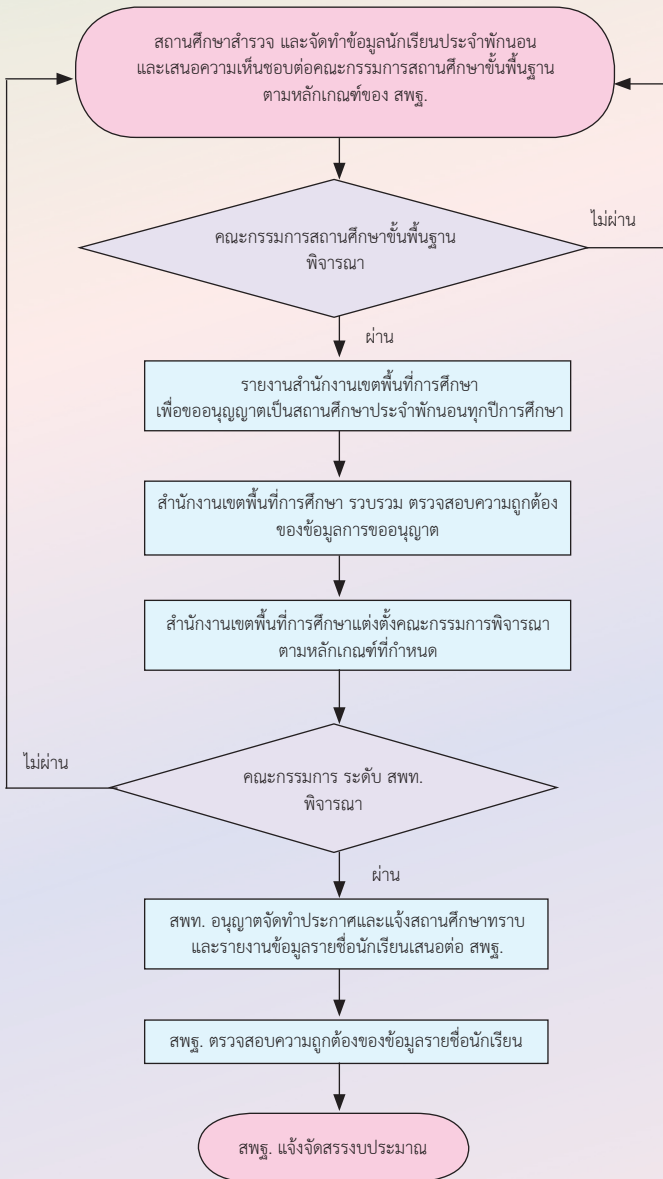 สถานศึกษาสำรวจ และจัดทำข้อมูลนักเรียนประจำพักนอน
และเสนอความเห็นชอบต่อคณะกรรมการสถานศึกษาขั้นพื้นฐาน
ตามหลักเกณฑ์ของ สพฐ.
คณะกรรมการสถานศึกษาขั้นพื้นฐาน
พิจารณา
ไม่ผ่าน
ผ่าน
รายงานสำนักงานเขตพื้นที่การศึกษา
เพื่อขออนุญาตเป็นสถานศึกษาประจำพักนอนทุกปีการศึกษา
สำนักงานเขตพื้นที่การศึกษา รวบรวม ตรวจสอบความถูกต้อง
ของข้อมูลการขออนุญาต
สำนักงานเขตพื้นที่การศึกษาแต่งตั้งคณะกรรมการพิจารณา
ตามหลักเกณฑ์ที่กำหนด
ไม่ผ่าน
คณะกรรมการ ระดับ สพท.
พิจารณา
ผ่าน
สพท. อนุญาตจัดทำประกาศและแจ้งสถานศึกษาทราบ
และรายงานข้อมูลรายชื่อนักเรียนเสนอต่อ สพฐ.
สพฐ. ตรวจสอบความถูกต้องของข้อมูลรายชื่อนักเรียน
สพฐ. แจ้งจัดสรรงบประมาณ